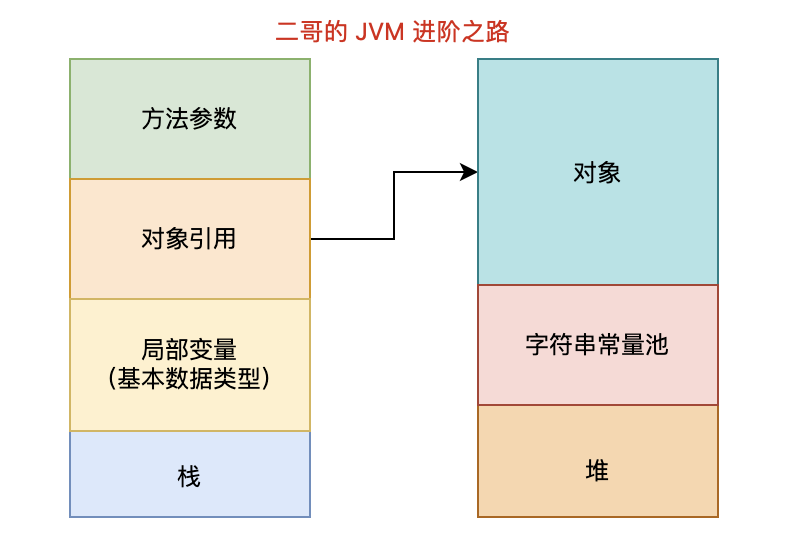 二哥的 JVM 进阶之路
方法参数
对象引用
局部变量
(基本数据类型)
栈
对象
字符串常量池
堆